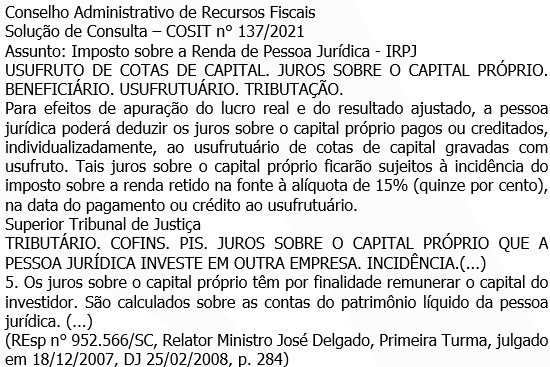 Conselho Administrativo de Recursos Fiscais
Solução de Consulta – COSIT n° 137/2021
Assunto: Imposto sobre a Renda de Pessoa Jurídica - IRPJ
USUFRUTO DE COTAS DE CAPITAL. JUROS SOBRE O CAPITAL PRÓPRIO.
BENEFICIÁRIO. USUFRUTUÁRIO. TRIBUTAÇÃO.
Para efeitos de apuração do lucro real e do resultado ajustado, a pessoa
jurídica poderá deduzir os juros sobre o capital próprio pagos ou creditados,
individualizadamente, ao usufrutuário de cotas de capital gravadas com
usufruto. Tais juros sobre o capital próprio ficarão sujeitos à incidência do
imposto sobre a renda retido na fonte à alíquota de 15% (quinze por cento),
na data do pagamento ou crédito ao usufrutuário.
Superior Tribunal de Justiça
TRIBUTÁRIO. COFINS. PIS. JUROS SOBRE O CAPITAL PRÓPRIO QUE A
PESSOA JURÍDICA INVESTE EM OUTRA EMPRESA. INCIDÊNCIA.(...)
5. Os juros sobre o capital próprio têm por finalidade remunerar o capital do
investidor. São calculados sobre as contas do patrimônio líquido da pessoa
jurídica. (...)
(REsp n° 952.566/SC, Relator Ministro José Delgado, Primeira Turma, julgado
em 18/12/2007, DJ 25/02/2008, p. 284)